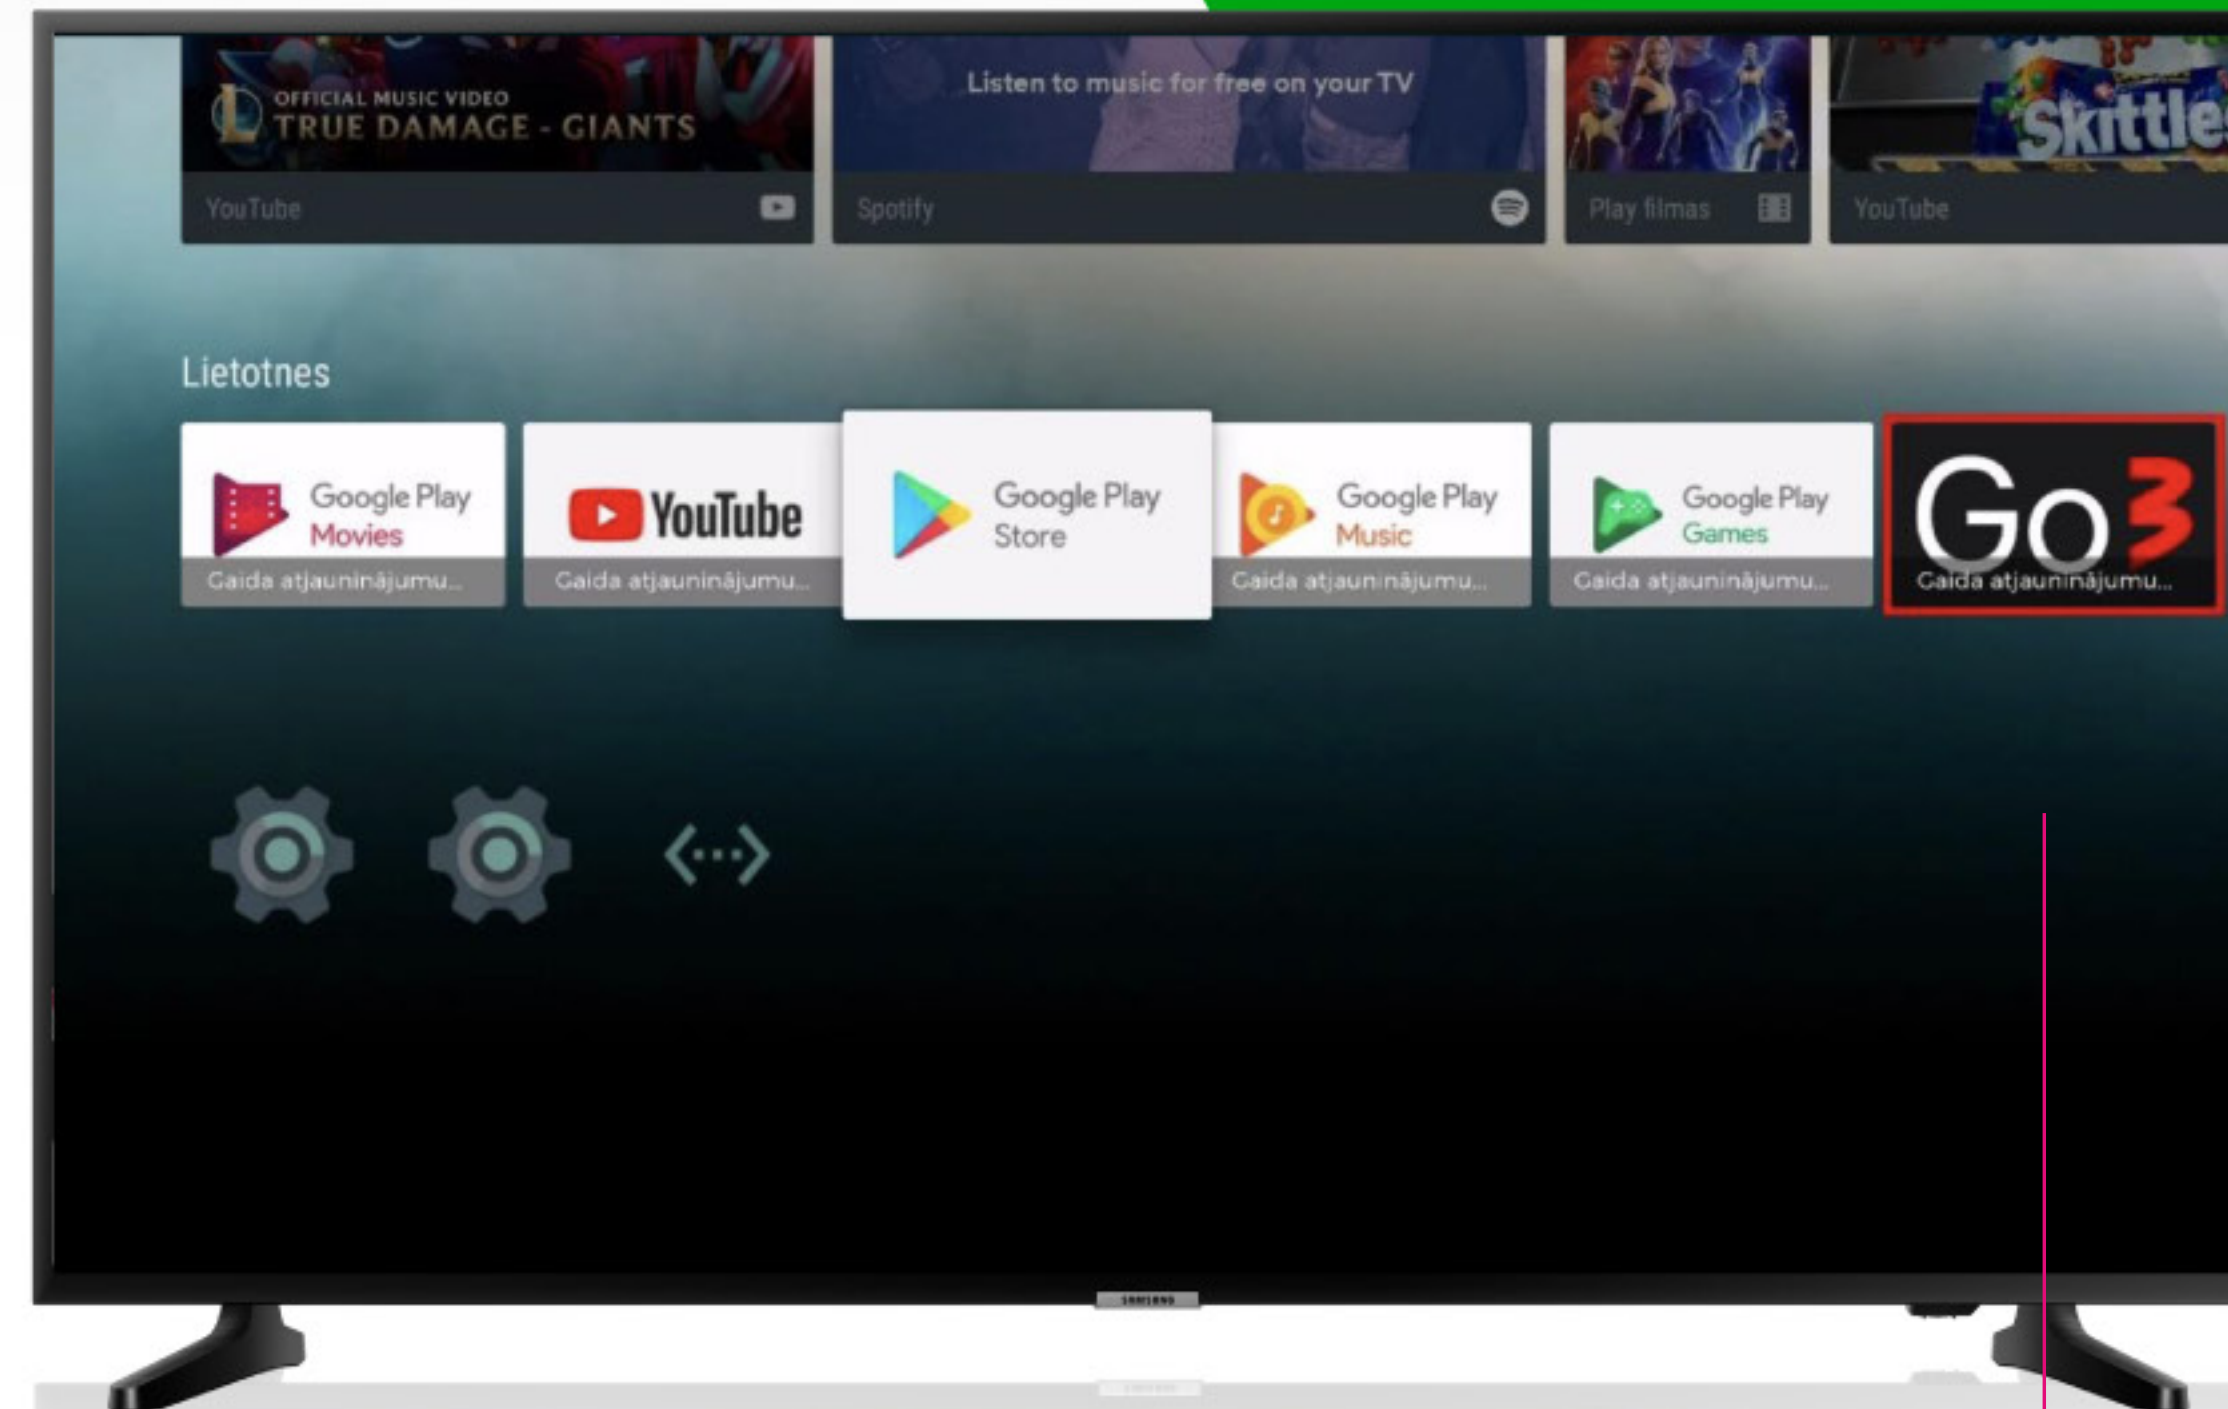 OFFICIAL MUSIC VIDEO
TRUE DAMAGE - GIANTS
Listen to music for free on your TV
Skittles
YouTube
Spotify
Play filmas
YouTube
Lietotnes
Google Play
Movies
Gaida atjauninājumu...
YouTube
Gaida atjauninājumu...
Google Play
Store
Google Play
Music
Gaida atjauninājumu...
Google Play
Games
Gaida atjauninājumu...
Go3
Gaida atjauninājumu...
SAMSUNG